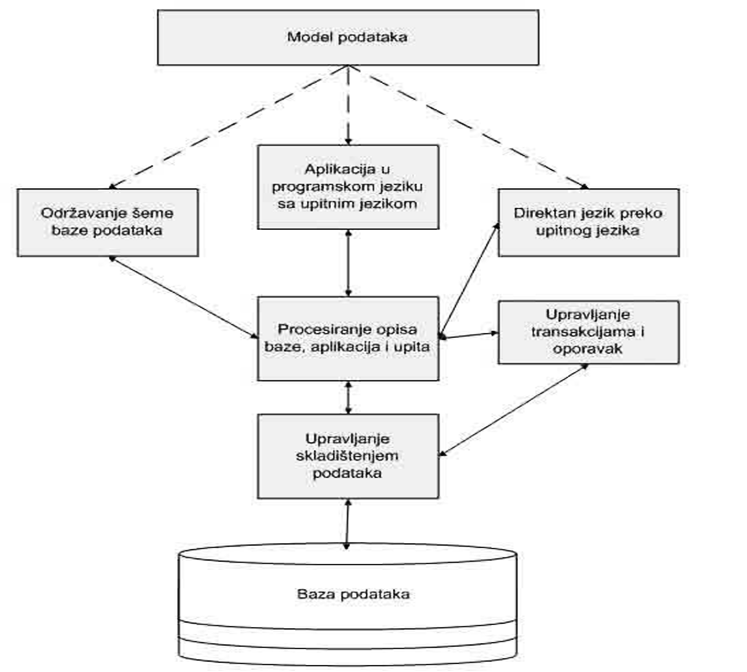 Model podataka
Aplikacija u
programskom jeziku
sa upitnim jezikom
Održavanje šeme
baze podataka
Direktan jezik preko
upitnog jezika
Procesiranje opisa
baze, aplikacija i upita
Upravljanje
transakcijama i
oporavak
Upravljanje
skladištenjem
podataka
Baza podataka